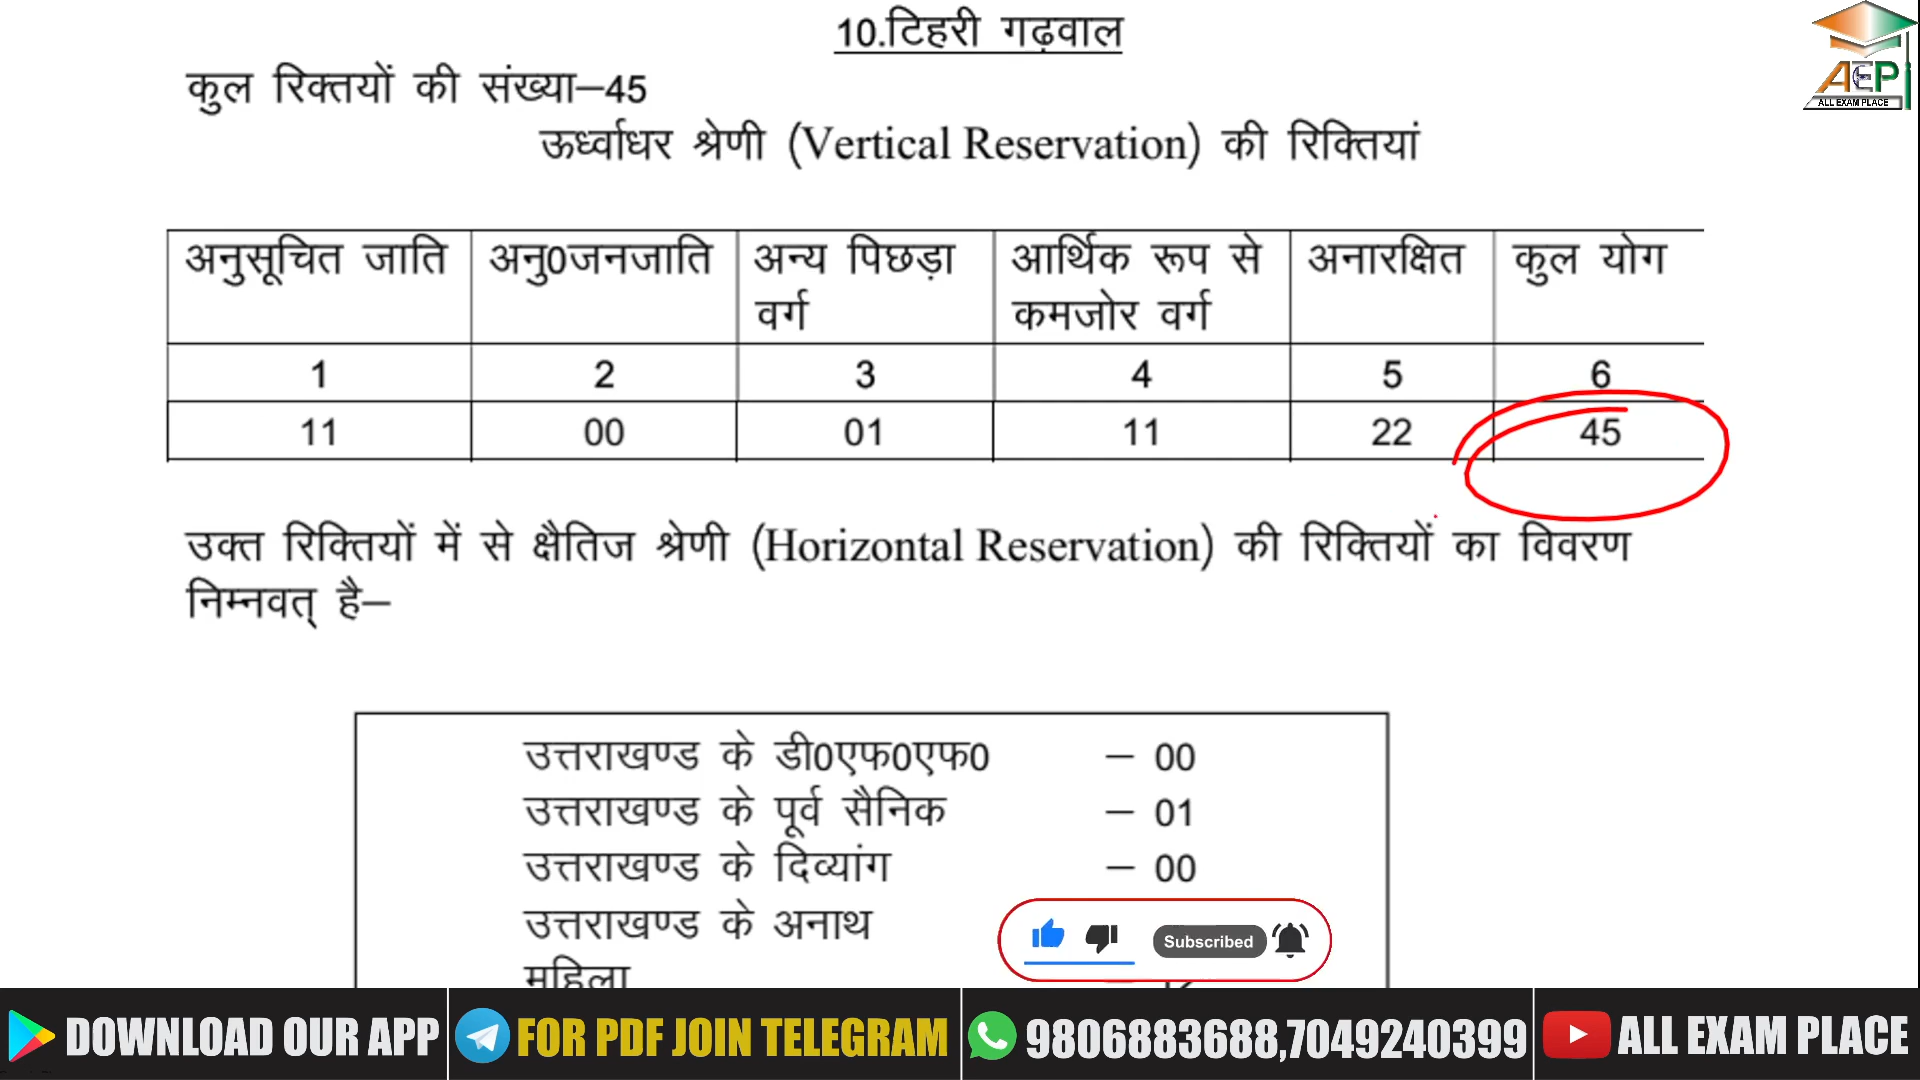 10.टिहरी गढ़वाल
कुल रिक्तियों की संख्या–45
ऊर्ध्वाधर श्रेणी (Vertical Reservation) की रिक्तियां
अनुसूचित जाति अनु0जनजाति अन्य पिछड़ा वर्ग आर्थिक रूप से कमजोर वर्ग अनारक्षित कुल योग
1 2 3 4 5 6
11 00 01 11 22 45
उक्त रिक्तियों में से क्षैतिज श्रेणी (Horizontal Reservation) की रिक्तियों का विवरण
निम्नवत् है–
उत्तराखण्ड के डी0एफ0एफ0 – 00
उत्तराखण्ड के पूर्व सैनिक – 01
उत्तराखण्ड के दिव्यांग – 00
उत्तराखण्ड के अनाथ
महिला
Subscribed
AEP
ALL EXAM PLACE
DOWNLOAD OUR APP FOR PDF JOIN TELEGRAM 9806883688,7049240399 ALL EXAM PLACE